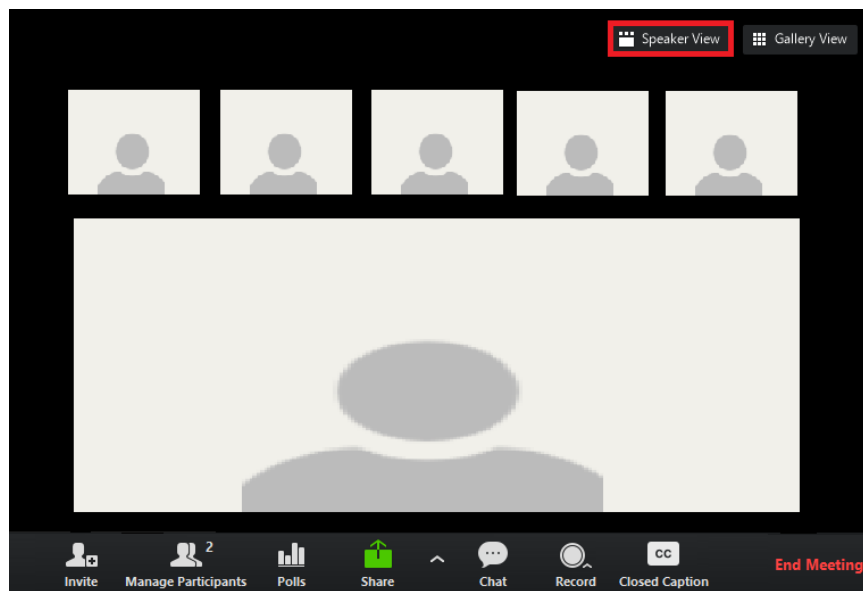 Speaker View Gallery View
2
CC
Invite Manage Participants Polls Share Chat Record Closed Caption End Meeting